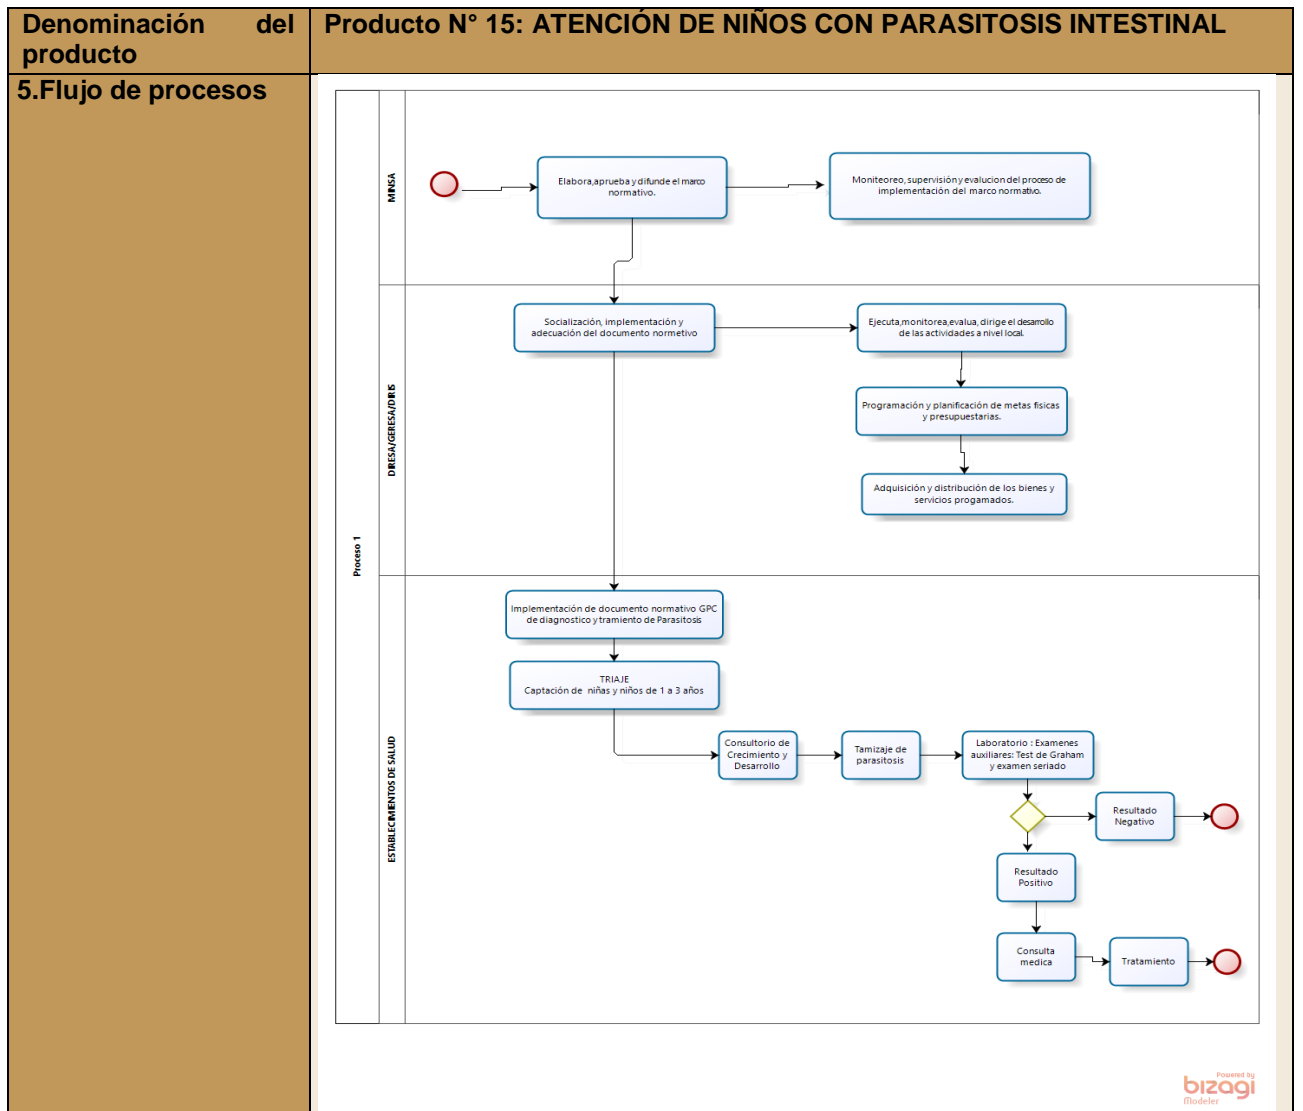 Denominación del
producto
Producto N° 15: ATENCIÓN DE NIÑOS CON PARASITOSIS INTESTINAL
5.Flujo de procesos
Proceso 1
MINSA
Elabora,aprueba y difunde el marco
normativo.
Moniteoreo, supervisión y evalucion del proceso de
implementación del marco normativo.
DIRESA/GERESA/DIRIS
Socialización, implementación y
adecuación del documento normetivo
Ejecuta,monitorea,evalua, dirige el desarrollo
de las actividades a nivel local.
Programación y planificación de metas fisicas
y presupuestarias.
Adquisición y distribución de los bienes y
servicios progamados.
ESTABLECIMIENTOS DE SALUD
Implementación de documento normativo GPC
de diagnostico y tramiento de Parasitosis
TRIAJE
Captación de niñas y niños de 1 a 3 años
Consultorio de
Crecimiento y
Desarrollo
Tamizaje de
parasitosis
Laboratorio : Examenes
auxiliares: Test de Graham
y examen seriado
Resultado
Negativo
Resultado
Positivo
Consulta
medica
Tratamiento
Powered by
bizagi
Modeler